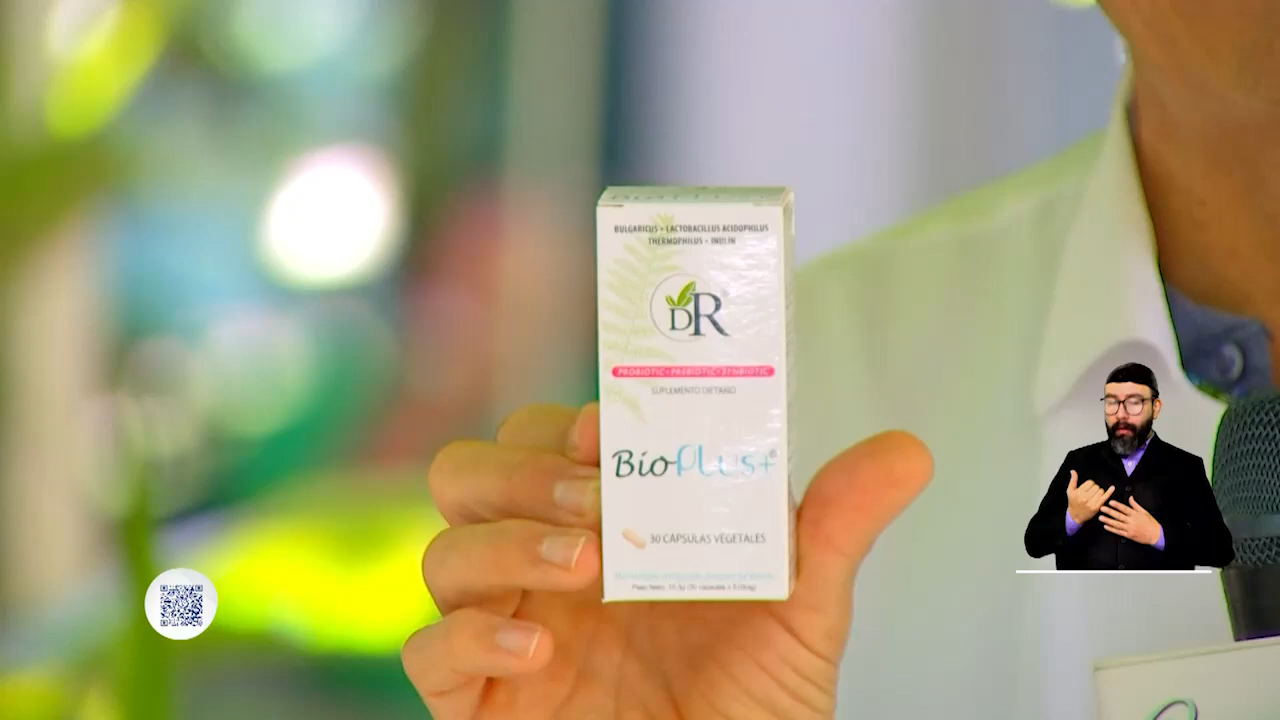 BULGARICUS • LACTOBACILLUS ACIDOPHILUS
THERMOPHILUS • INULIN
DR
PROBIOTIC • PREBIOTIC • SYNBIOTIC
SUPLEMENTO DIETARIO
BioPlus+
30 CÁPSULAS VEGETALES